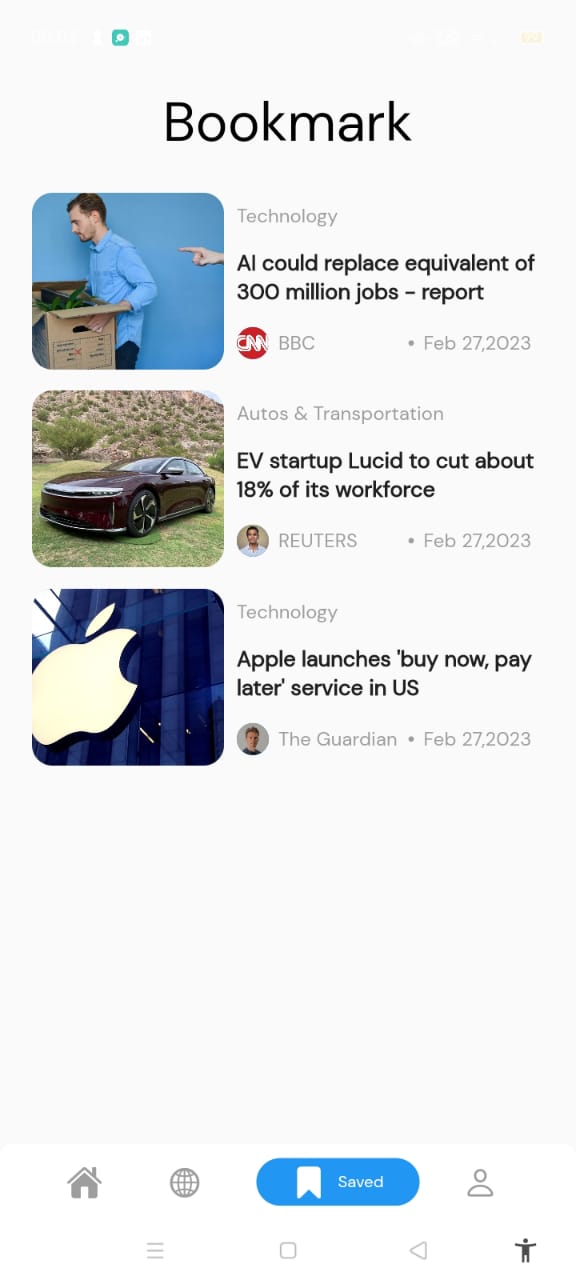 Bookmark
Technology
AI could replace equivalent of
300 million jobs - report
CNN BBC • Feb 27,2023
Autos & Transportation
EV startup Lucid to cut about
18% of its workforce
REUTERS • Feb 27,2023
Technology
Apple launches 'buy now, pay
later' service in US
The Guardian • Feb 27,2023
Saved